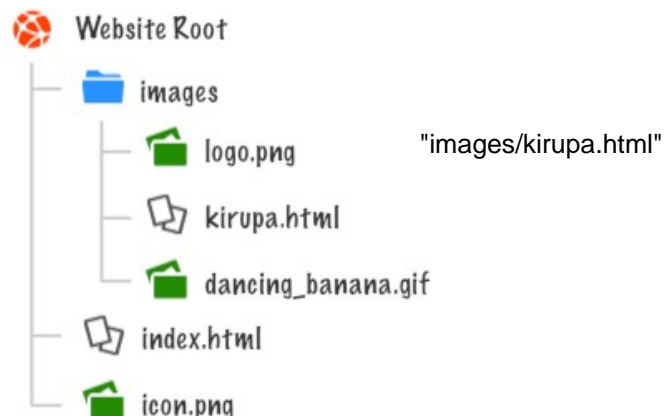 Website Root
images
logo.png
"images/kirupa.html"
kirupa.html
dancing_banana.gif
index.html
icon.png